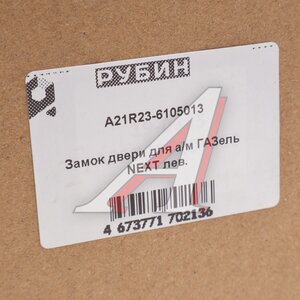 РУБИН
A21R23-6105013
Замок двери для а/м ГАЗель
NEXT лев.
4 673771 702136